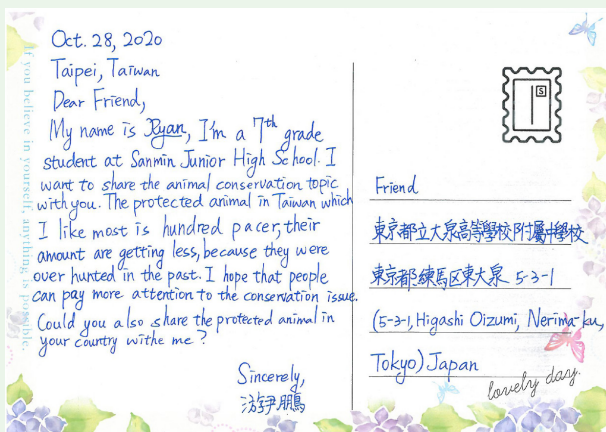 Oct. 28, 2020
Taipei, Taiwan
Dear Friend,
My name is Ryan, I'm a 7th grade
student at Sanmin Junior High School. I
want to share the animal conservation topic
with you. The protected animal in Taiwan which
I like most is hundred pacer, their
amount are getting less, because they were
over hunted in the past. I hope that people
can pay more attention to the conservation issue.
Could you also share the protected animal in
your country withe me?
Sincerely,
游尹鵬
If you believe in yourself, anything is possible.
S
Friend
東京都立大泉高等學校附屬中學校
東京都練馬区東大泉 5-3-1
(5-3-1, Higashi Oizumi, Nerima-ku,
Tokyo) Japan
lovely day.